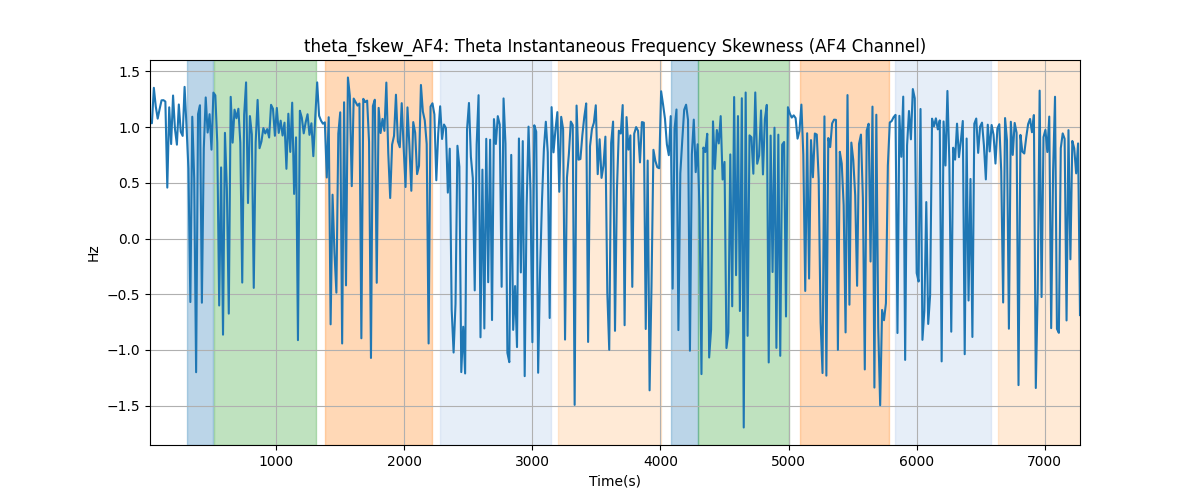 theta_fskew_AF4: Theta Instantaneous Frequency Skewness (AF4 Channel)
1.5
1.0
0.5
0.0
−0.5
−1.0
−1.5
Hz
1000 2000 3000 4000 5000 6000 7000
Time(s)